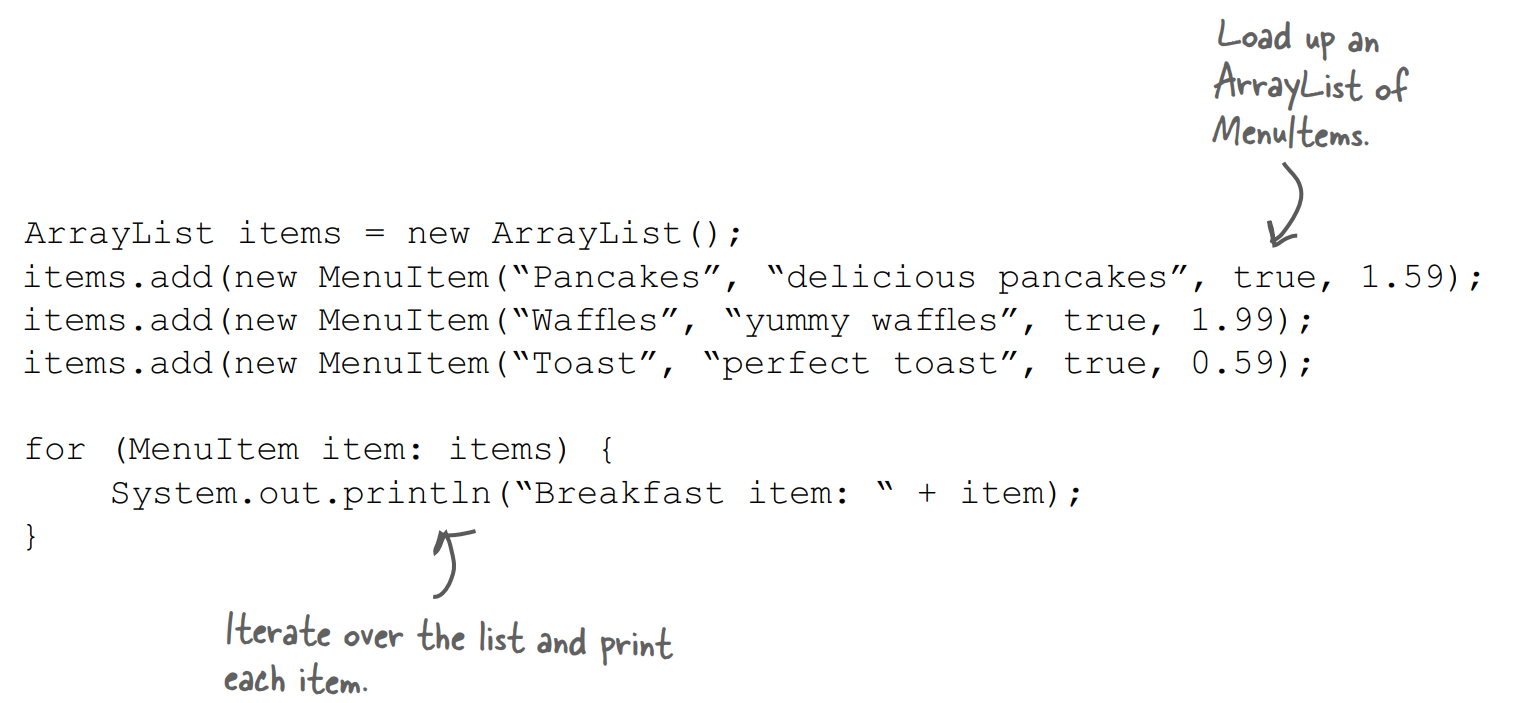 Load up an
ArrayList of
MenuItems.
ArrayList items = new ArrayList();
items.add(new MenuItem(“Pancakes”, “delicious pancakes”, true, 1.59);
items.add(new MenuItem(“Waffles”, “yummy waffles”, true, 1.99);
items.add(new MenuItem(“Toast”, “perfect toast”, true, 0.59);
for (MenuItem item: items) {
System.out.println(“Breakfast item: “ + item);
}
Iterate over the list and print
each item.